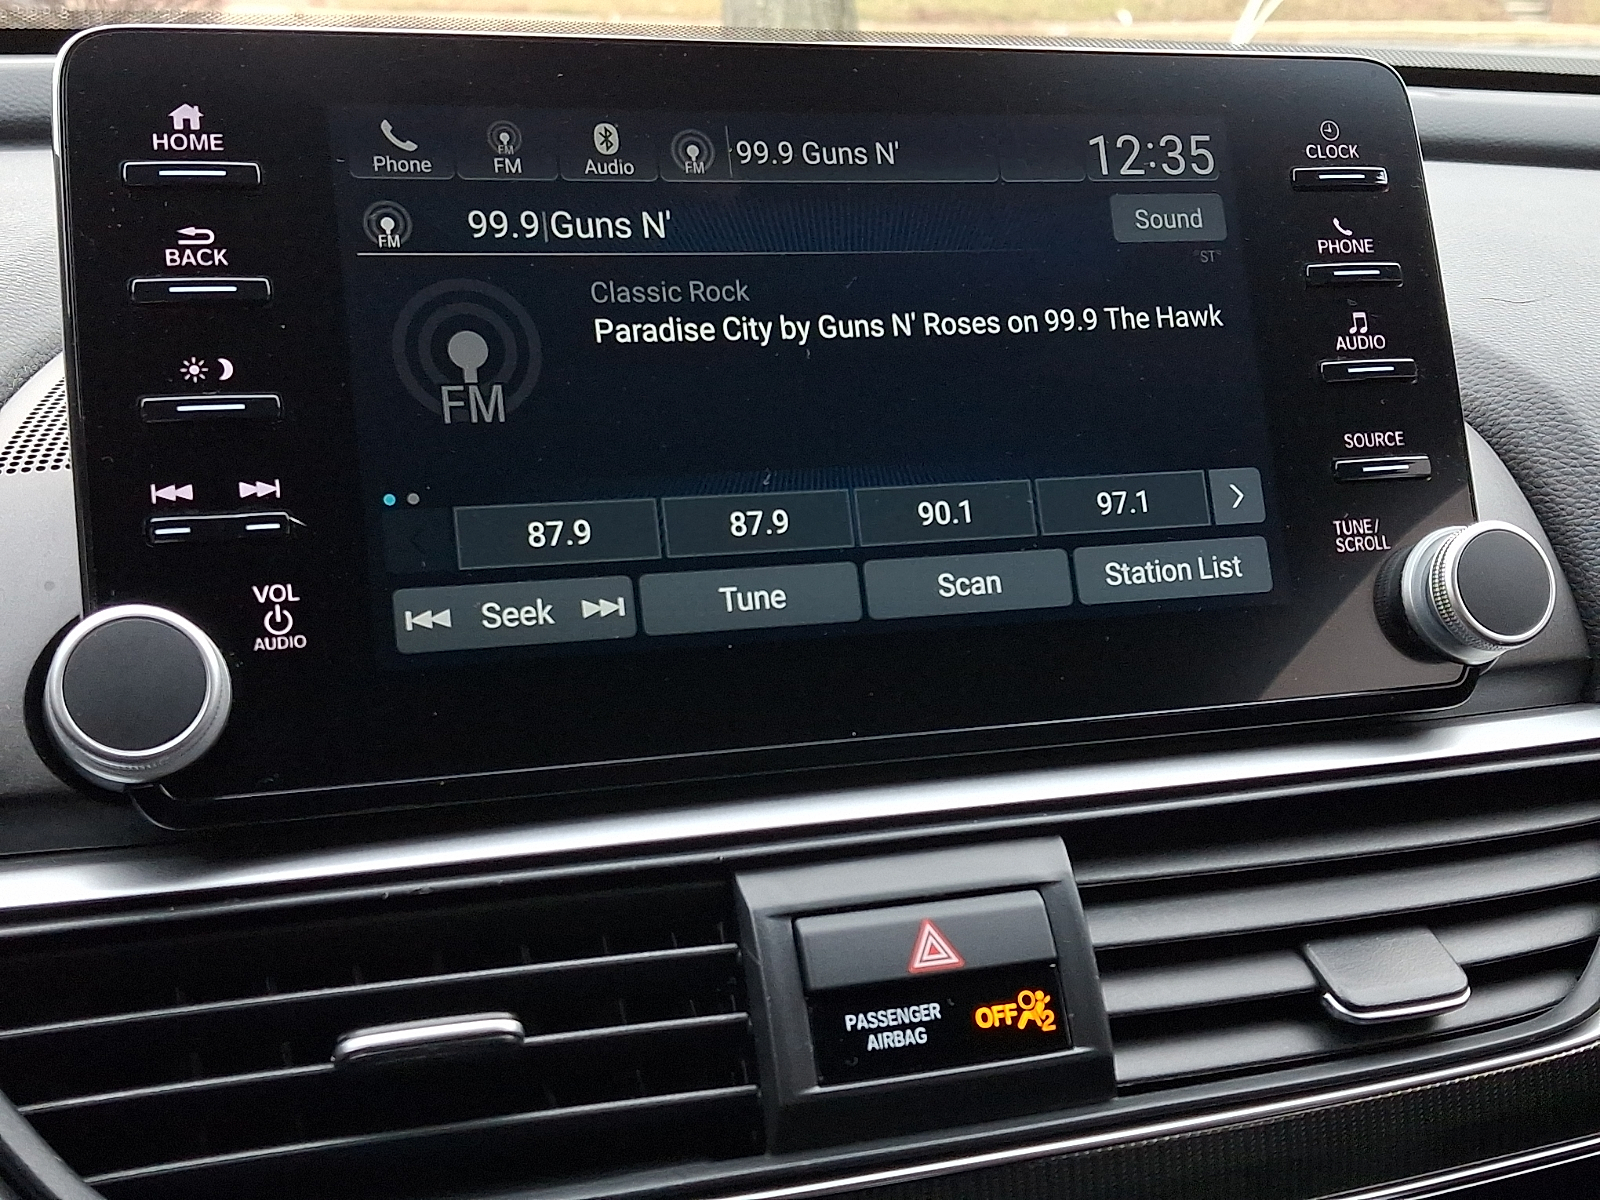 HOME
BACK
VOL
AUDIO
Phone
FM
FM
Audio
FM
99.9 Guns N'
12:35
FM
99.9 Guns N'
Sound
ST
Classic Rock
Paradise City by Guns N' Roses on 99.9 The Hawk
FM
87.9
87.9
90.1
97.1
Seek
Tune
Scan
Station List
CLOCK
PHONE
AUDIO
SOURCE
TUNE/
SCROLL
PASSENGER
AIRBAG
OFF 2